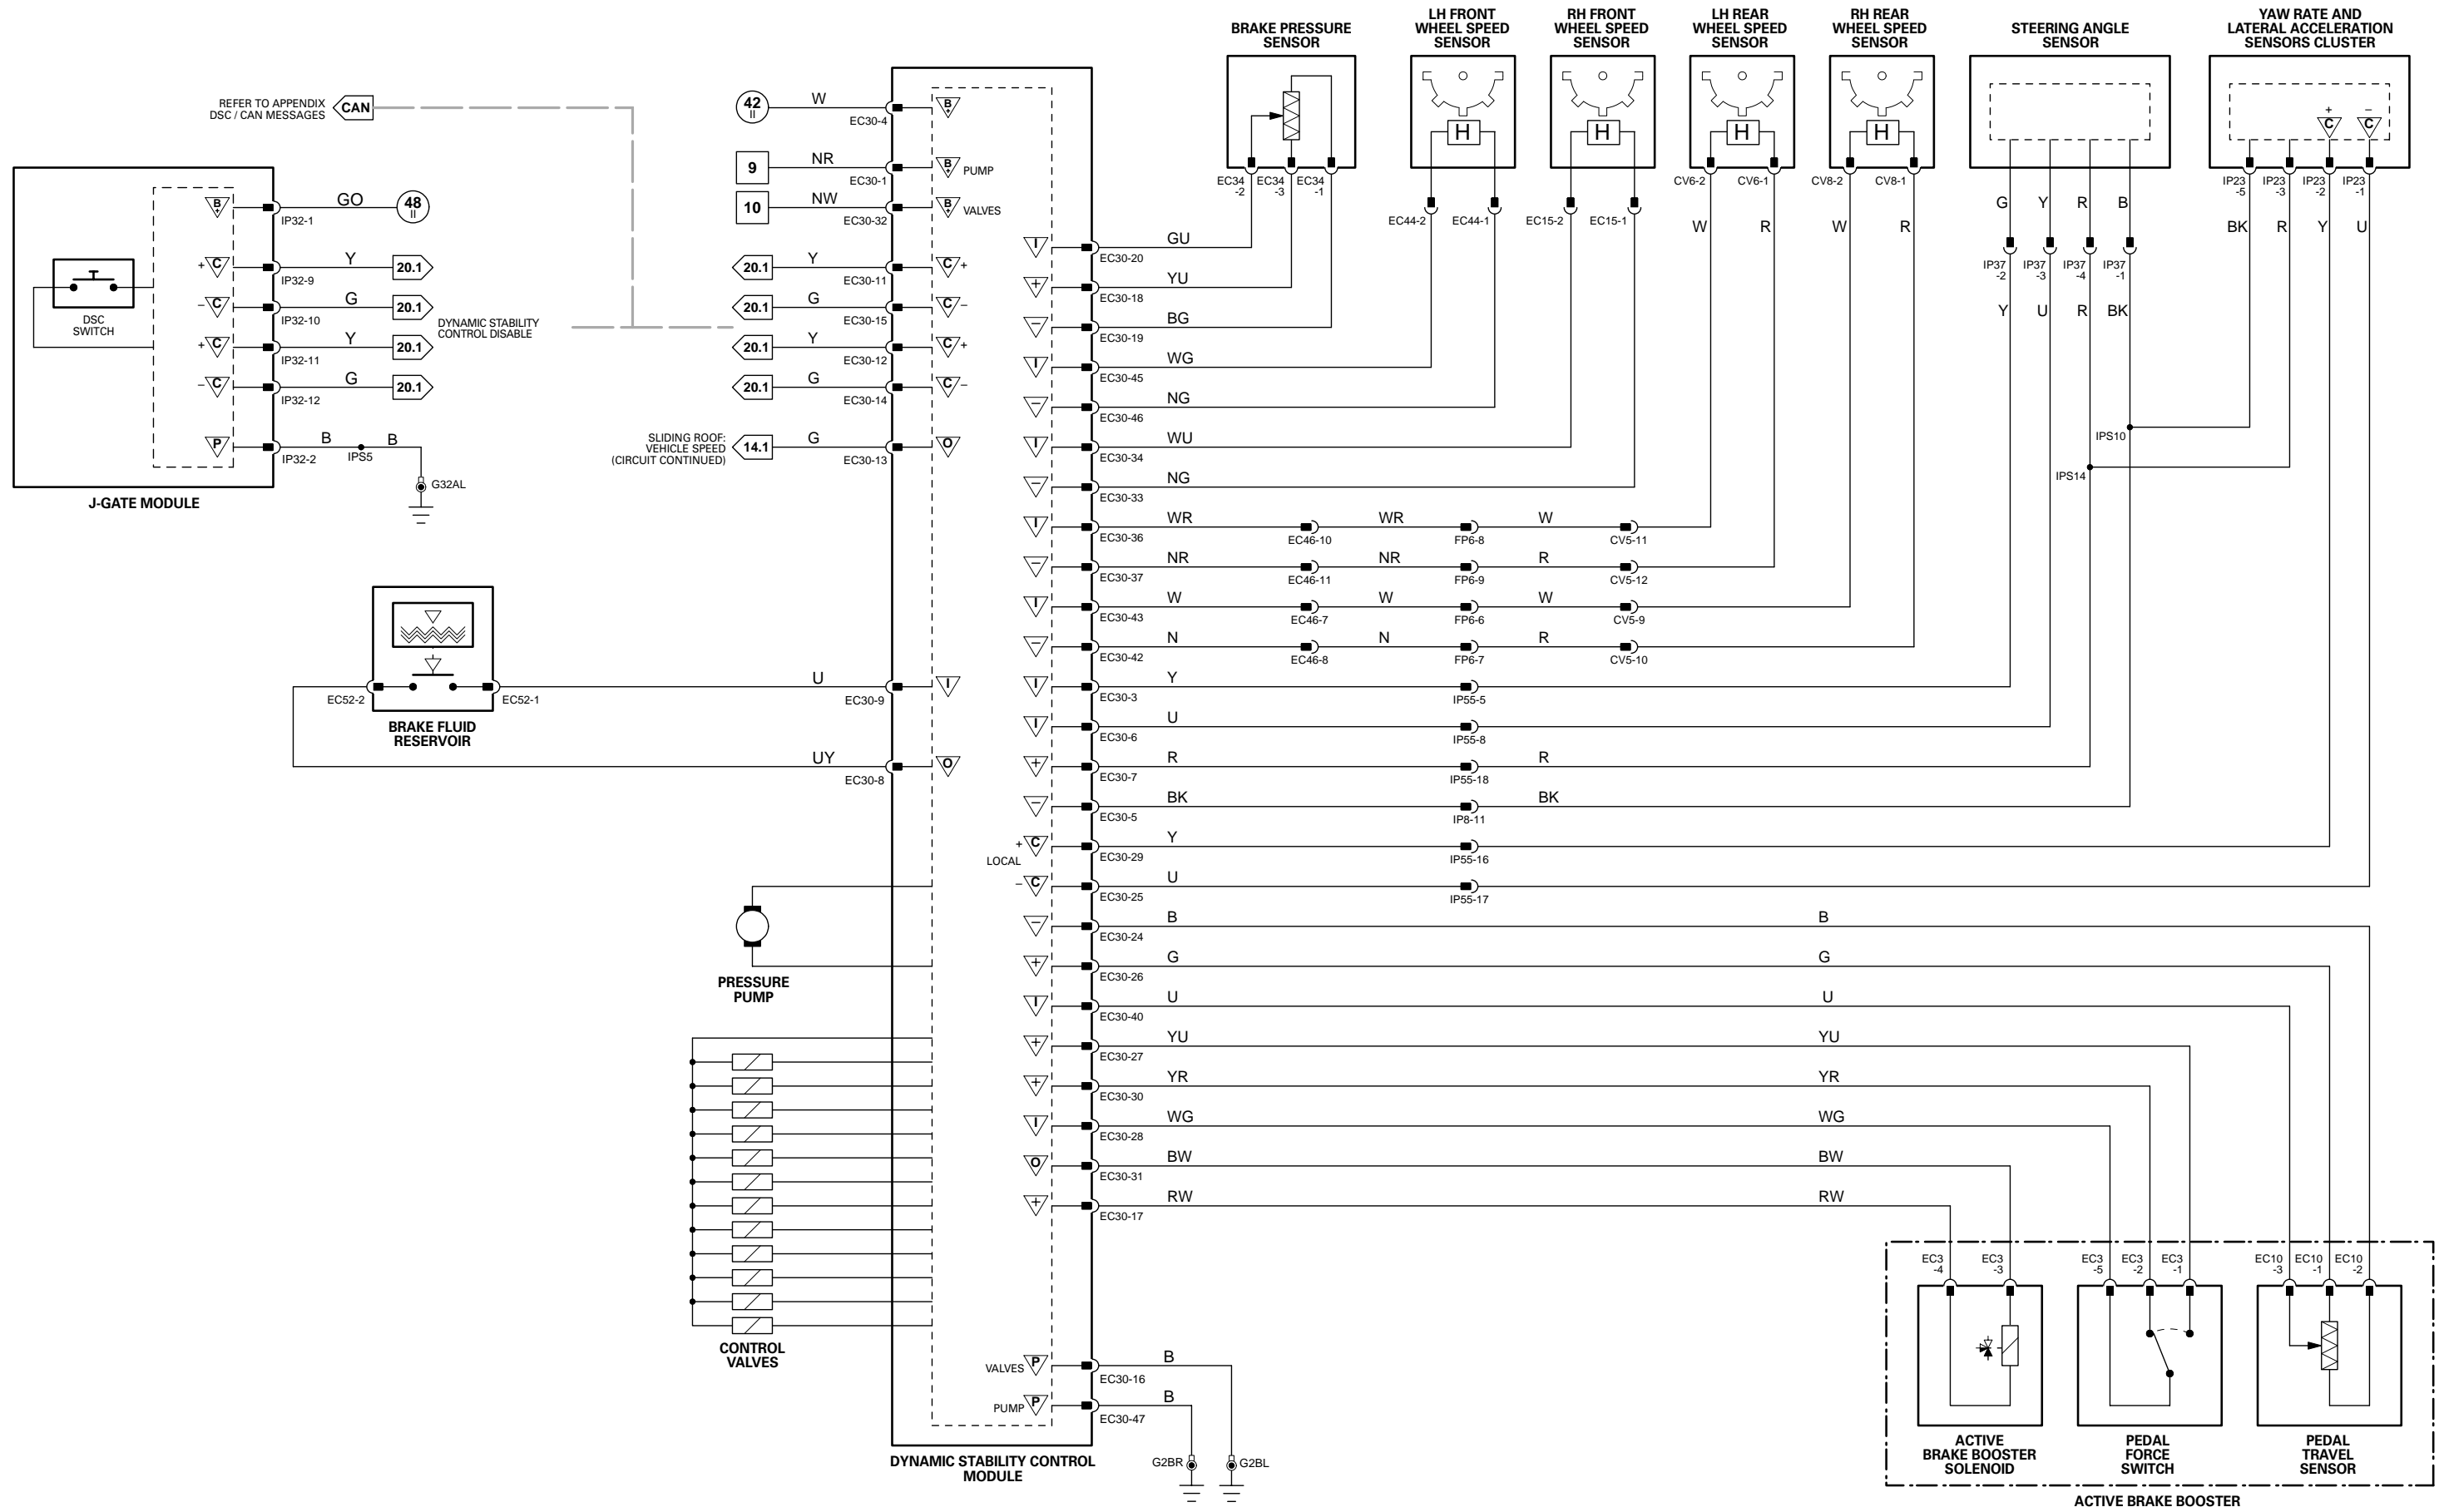 BRAKE PRESSURE
SENSOR
LH FRONT
WHEEL SPEED
SENSOR
RH FRONT
WHEEL SPEED
SENSOR
LH REAR
WHEEL SPEED
SENSOR
RH REAR
WHEEL SPEED
SENSOR
STEERING ANGLE
SENSOR
YAW RATE AND
LATERAL ACCELERATION
SENSORS CLUSTER
H
H
H
H
+
–
C
C
EC34
-2
EC34
-3
EC34
-1
EC44-2
EC44-1
EC15-2
EC15-1
CV6-2
CV6-1
CV8-2
CV8-1
W
R
W
R
G
Y
R
B
IP37
-2
IP37
-3
IP37
-4
IP37
-1
Y
U
R
BK
IP23
-5
IP23
-3
IP23
-2
IP23
-1
BK
R
Y
U
IPS10
IPS14
REFER TO APPENDIX
DSC / CAN MESSAGES
CAN
B+
IP32-1
GO
48
II
+
C
IP32-9
Y
20.1
–
C
IP32-10
G
20.1
+
C
IP32-11
Y
20.1
–
C
IP32-12
G
20.1
DYNAMIC STABILITY
CONTROL DISABLE
DSC
SWITCH
P
IP32-2
B
IPS5
B
G32AL
J-GATE MODULE
42
II
W
EC30-4
B+
9
NR
EC30-1
B+
PUMP
10
NW
EC30-32
B+
VALVES
20.1
Y
EC30-11
C
+
20.1
G
EC30-15
C
–
20.1
Y
EC30-12
C
+
20.1
G
EC30-14
C
–
SLIDING ROOF:
VEHICLE SPEED
(CIRCUIT CONTINUED)
14.1
G
EC30-13
O
BRAKE FLUID
RESERVOIR
EC52-2
EC52-1
U
EC30-9
I
UY
EC30-8
O
PRESSURE
PUMP
CONTROL
VALVES
I
EC30-20
GU
+
EC30-18
YU
–
EC30-19
BG
I
EC30-45
WG
–
EC30-46
NG
I
EC30-34
WU
–
EC30-33
NG
I
EC30-36
WR
EC46-10
WR
FP6-8
W
CV5-11
–
EC30-37
NR
EC46-11
NR
FP6-9
R
CV5-12
I
EC30-43
W
EC46-7
W
FP6-6
W
CV5-9
–
EC30-42
N
EC46-8
N
FP6-7
R
CV5-10
I
EC30-3
Y
IP55-5
I
EC30-6
U
IP55-8
+
EC30-7
R
IP55-18
R
–
EC30-5
BK
IP8-11
BK
+
C
LOCAL
EC30-29
Y
IP55-16
–
C
EC30-25
U
IP55-17
–
EC30-24
B
B
+
EC30-26
G
G
I
EC30-40
U
U
+
EC30-27
YU
YU
+
EC30-30
YR
YR
I
EC30-28
WG
WG
O
EC30-31
BW
BW
+
EC30-17
RW
RW
VALVES
P
EC30-16
B
PUMP
P
EC30-47
B
G2BR
G2BL
DYNAMIC STABILITY CONTROL
MODULE
EC3
-4
EC3
-3
EC3
-5
EC3
-2
EC3
-1
EC10
-3
EC10
-1
EC10
-2
ACTIVE
BRAKE BOOSTER
SOLENOID
PEDAL
FORCE
SWITCH
PEDAL
TRAVEL
SENSOR
ACTIVE BRAKE BOOSTER